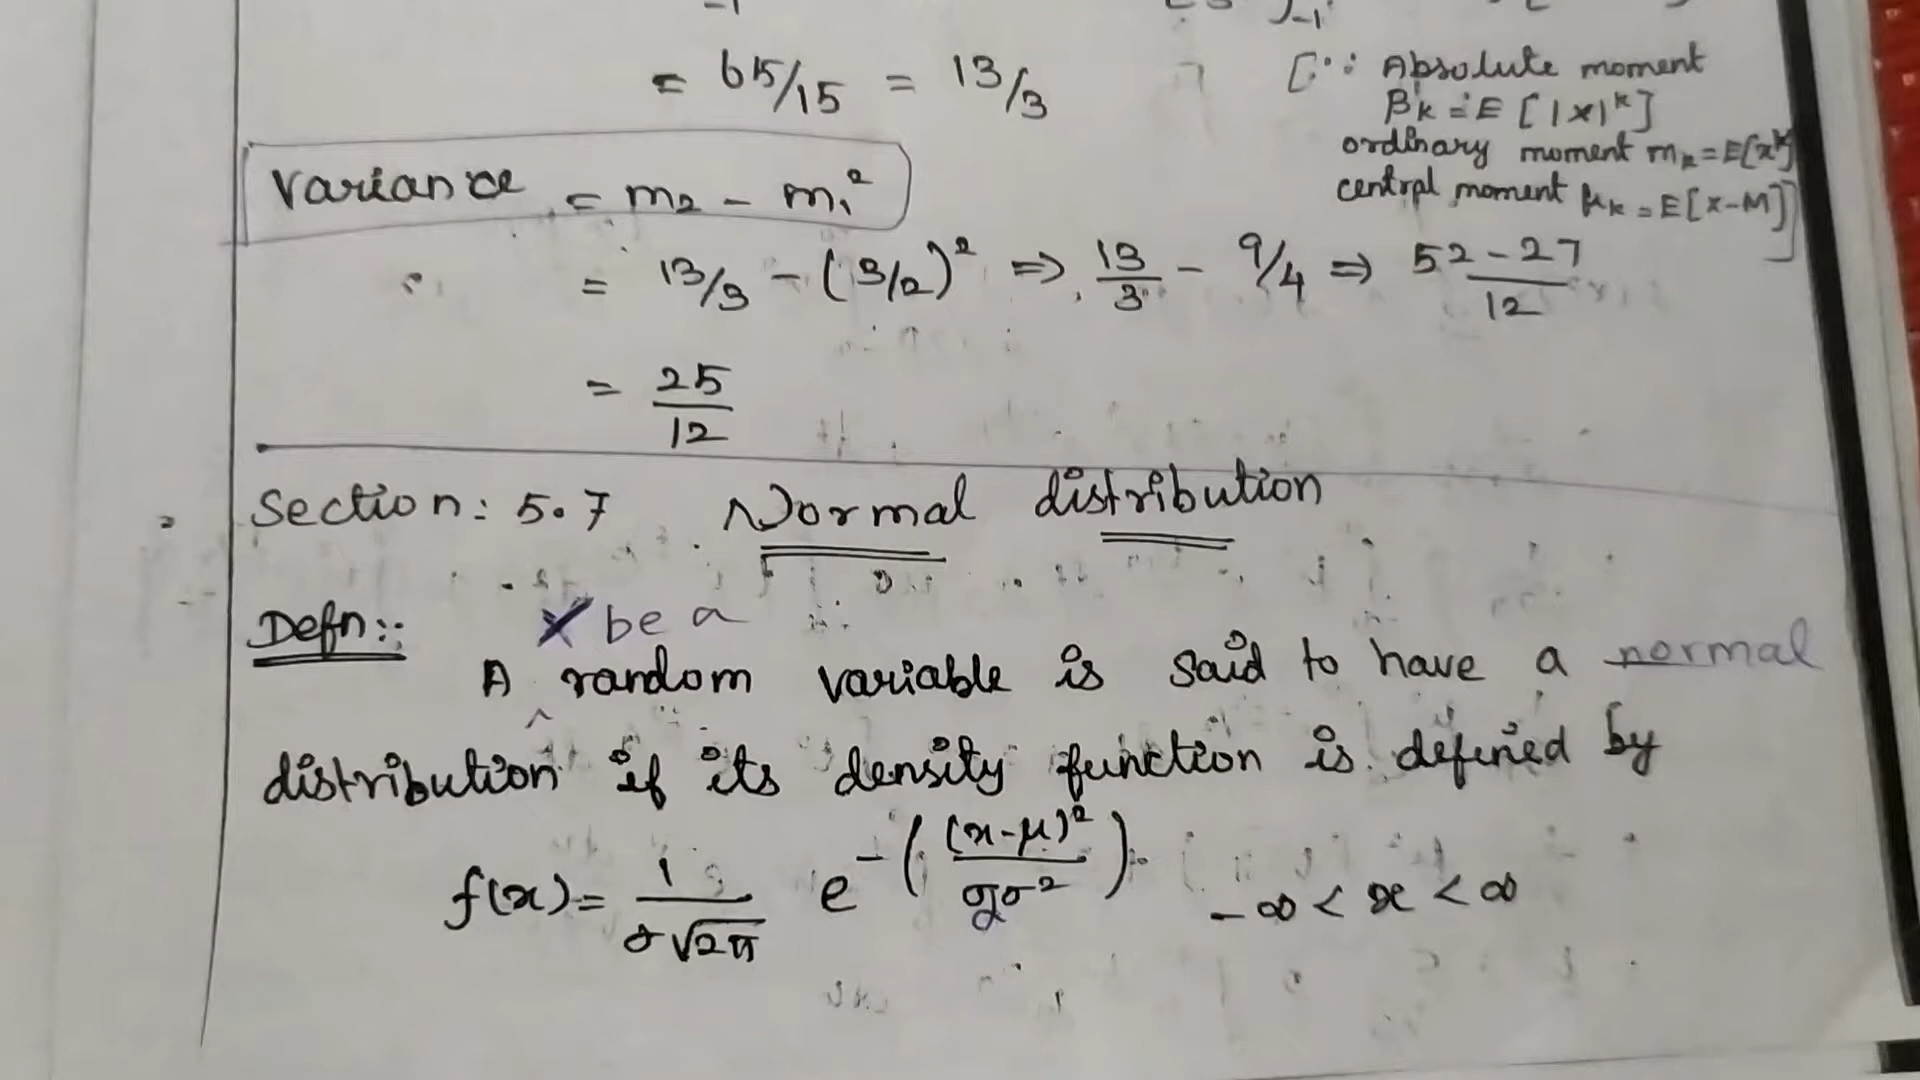 = 65/15 = 13/3
[∵ Absolute moment
βk = E [|x|^k]
ordinary moment mk = E[x^k]
central moment μk = E[x-M]]
Variance = m2 - m1²
= 13/3 - (3/2)² ⇒ 13/3 - 9/4 ⇒ 52-27/12
= 25/12
Section: 5.7 Normal distribution
Defn:-
X be a
A random variable is said to have a normal
distribution if its density function is defined by
f(x) = 1/σ√2π e^-((x-μ)²/2σ²) -∞ < x < ∞